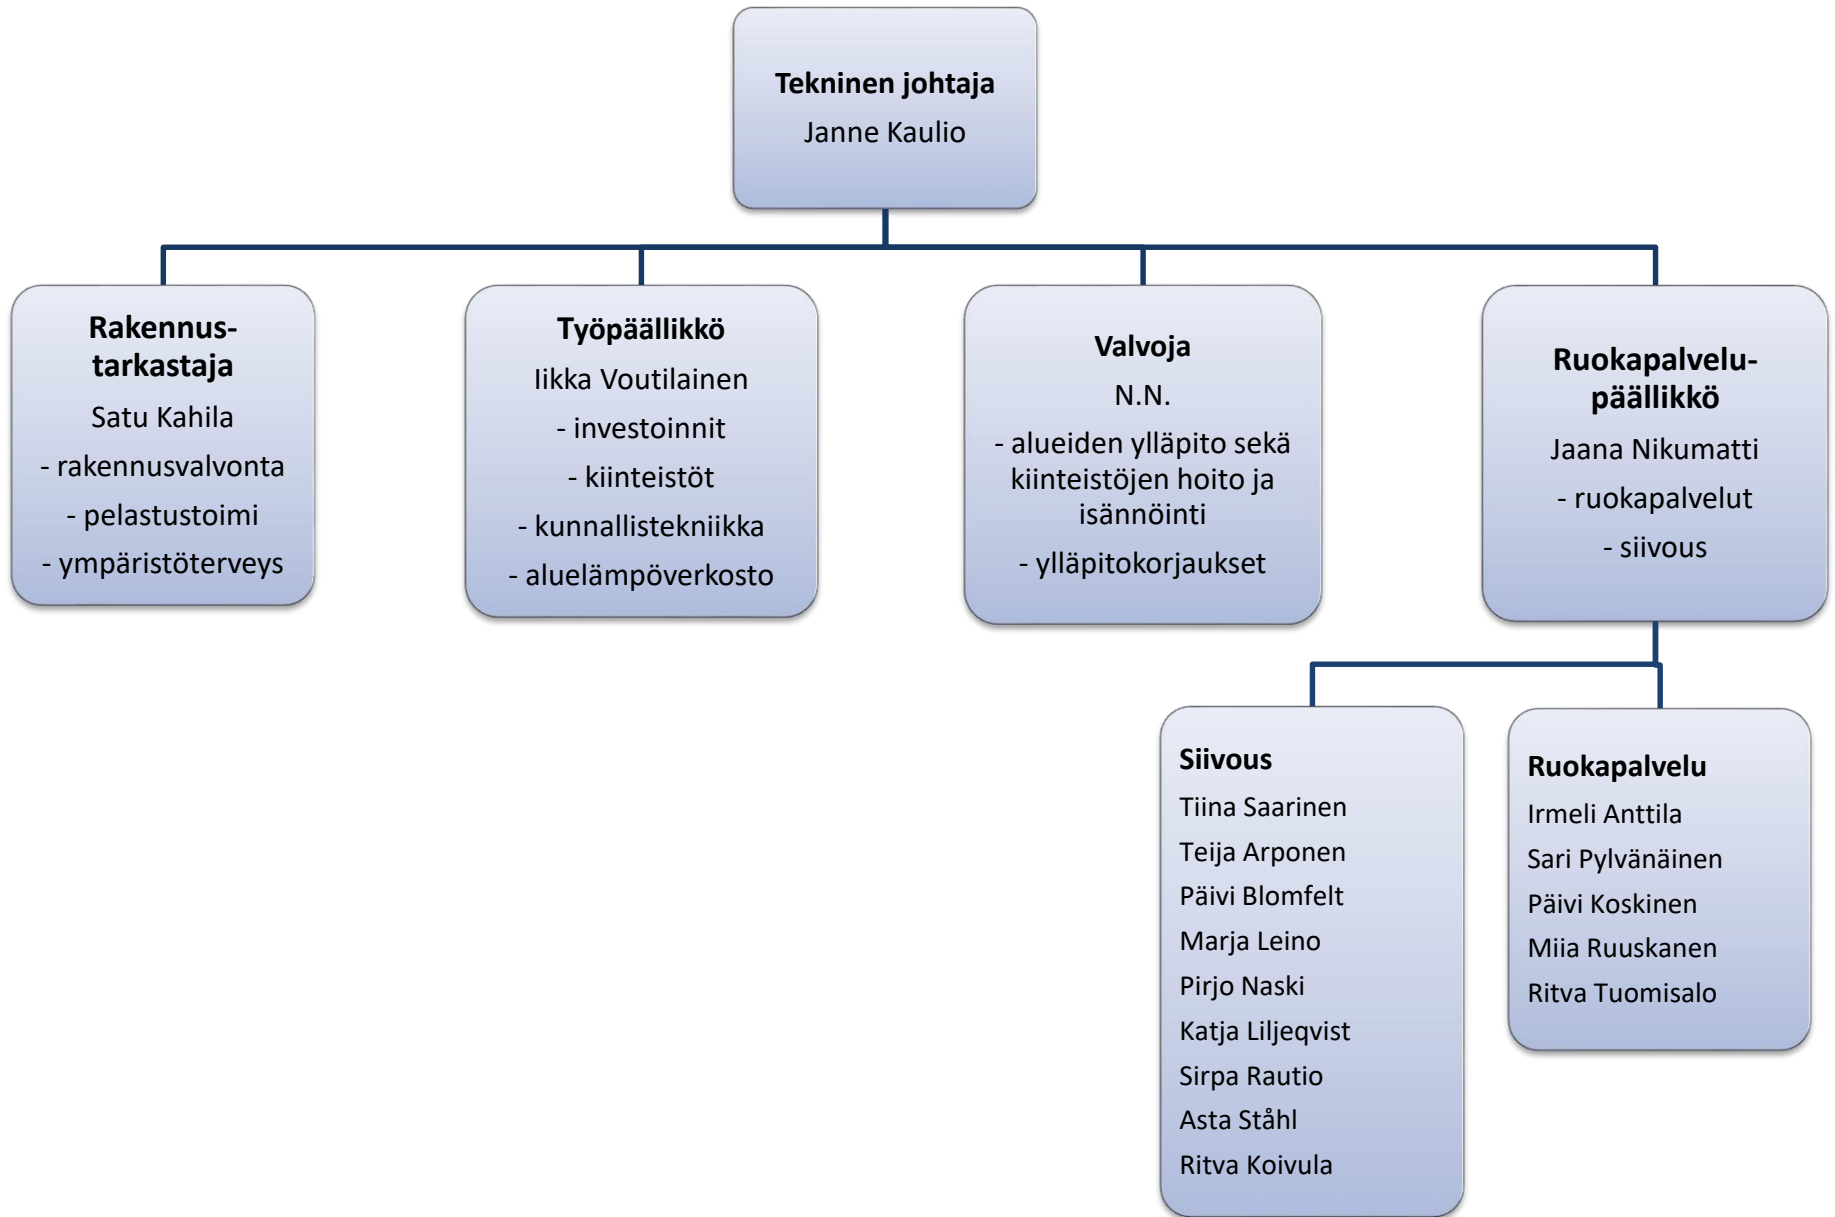 Tekninen johtaja
Janne Kaulio
Rakennus-
tarkastaja
Satu Kahila
- rakennusvalvonta
- pelastustoimi
- ympäristöterveys
Työpäällikkö
Iikka Voutilainen
- investoinnit
- kiinteistöt
- kunnallistekniikka
- aluelämpöverkosto
Valvoja
N.N.
- alueiden ylläpito sekä
kiinteistöjen hoito ja
isännöinti
- ylläpitokorjaukset
Ruokapalvelu-
päällikkö
Jaana Nikumatti
- ruokapalvelut
- siivous
Siivous
Tiina Saarinen
Teija Arponen
Päivi Blomfelt
Marja Leino
Pirjo Naski
Katja Liljeqvist
Sirpa Rautio
Asta Ståhl
Ritva Koivula
Ruokapalvelu
Irmeli Anttila
Sari Pylvänäinen
Päivi Koskinen
Miia Ruuskanen
Ritva Tuomisalo